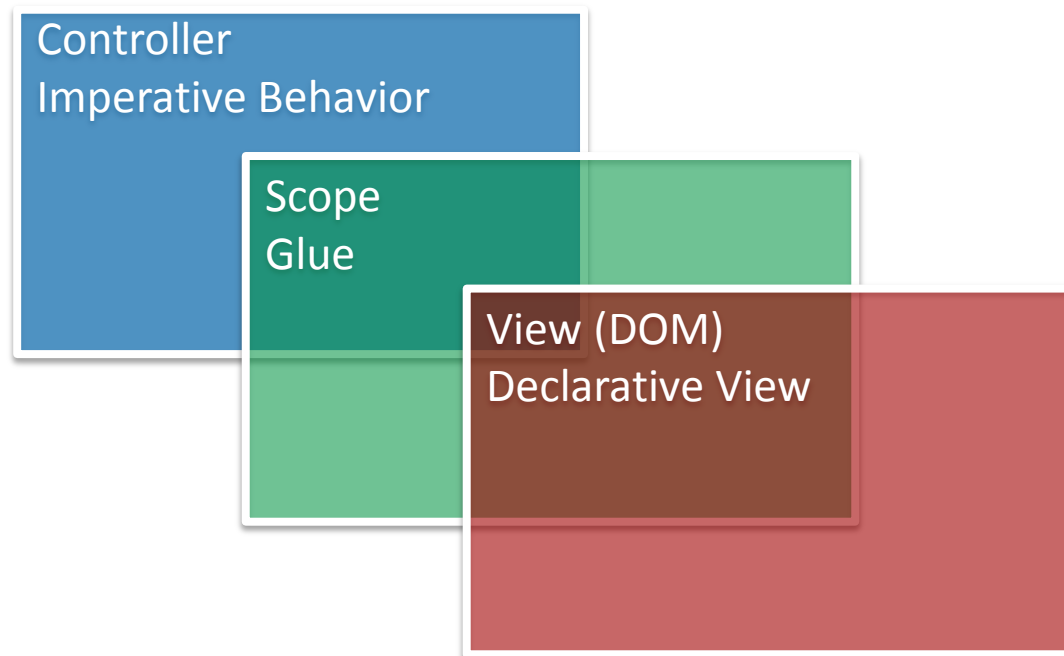 Controller
Imperative Behavior
Scope
Glue
View (DOM)
Declarative View